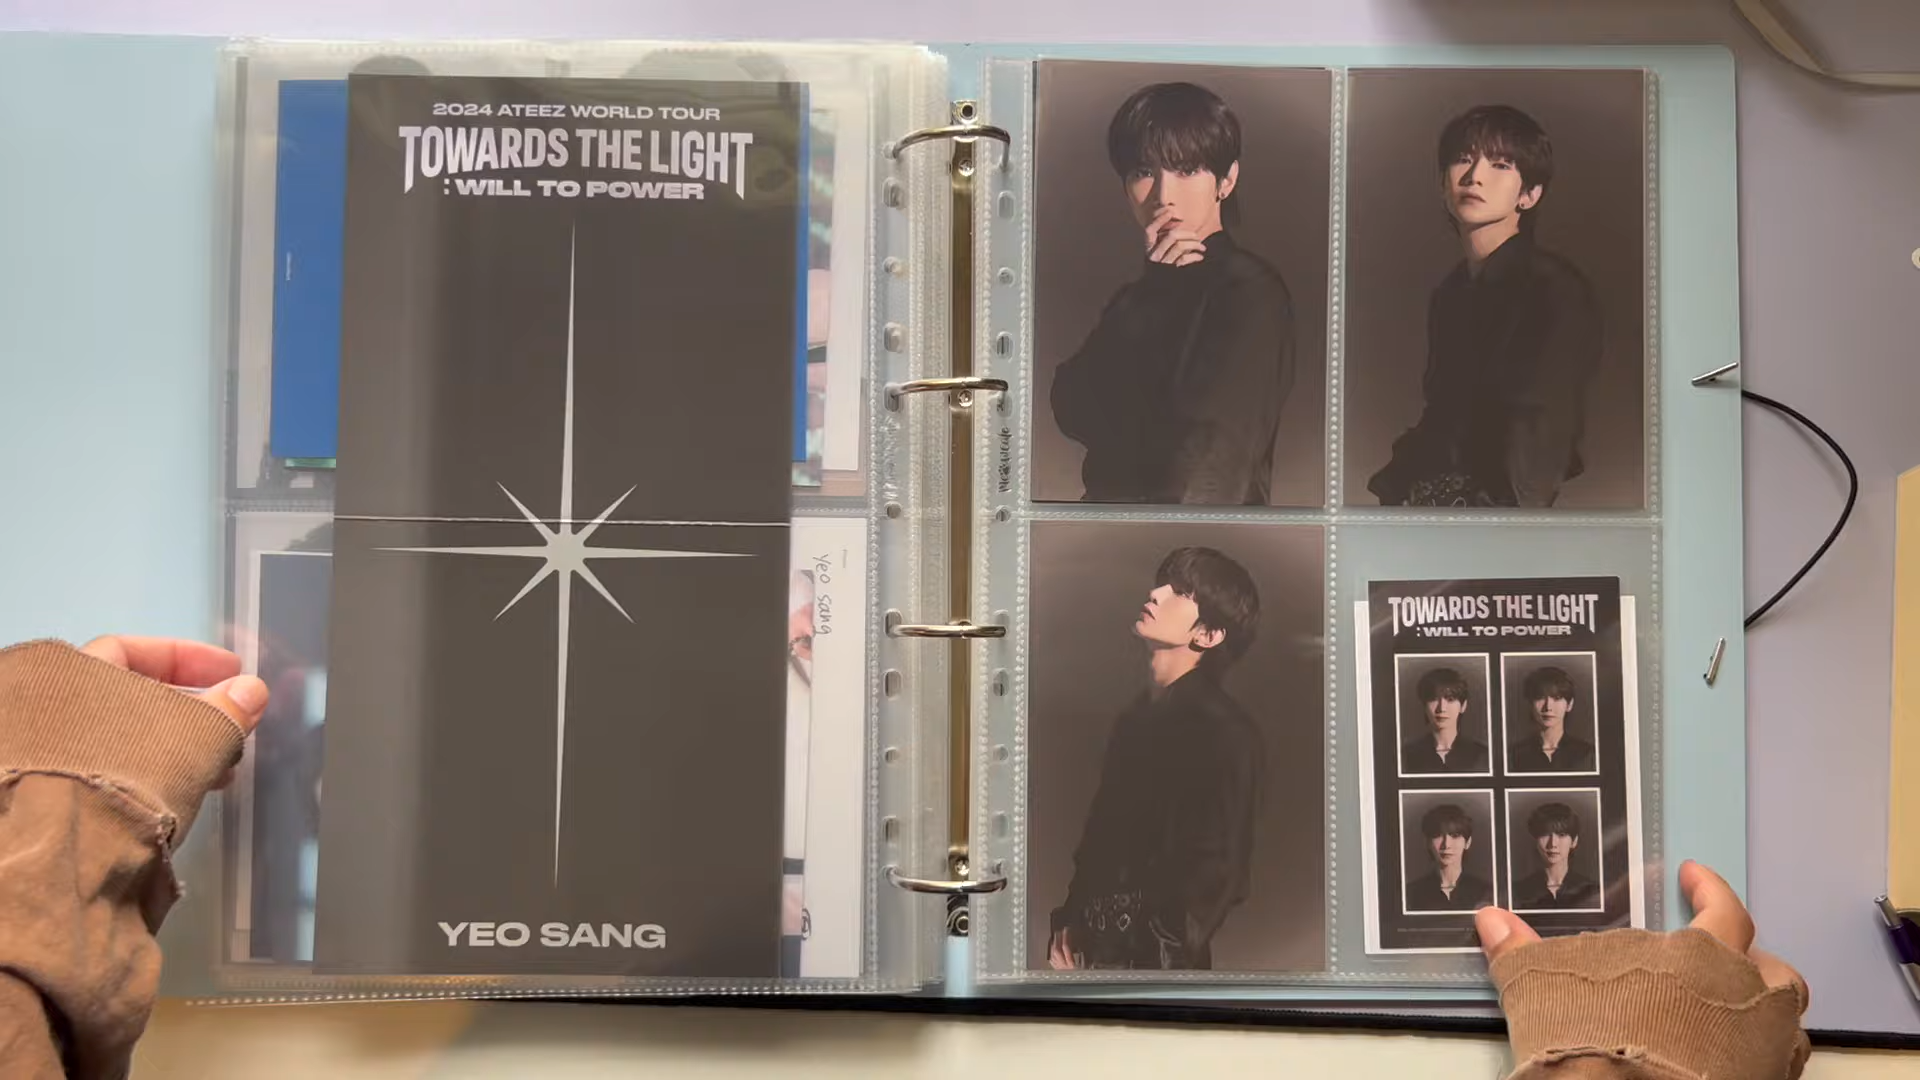 2024 ATEEZ WORLD TOUR
TOWARDS THE LIGHT
: WILL TO POWER
YEO SANG
Yeo sang
TOWARDS THE LIGHT
: WILL TO POWER